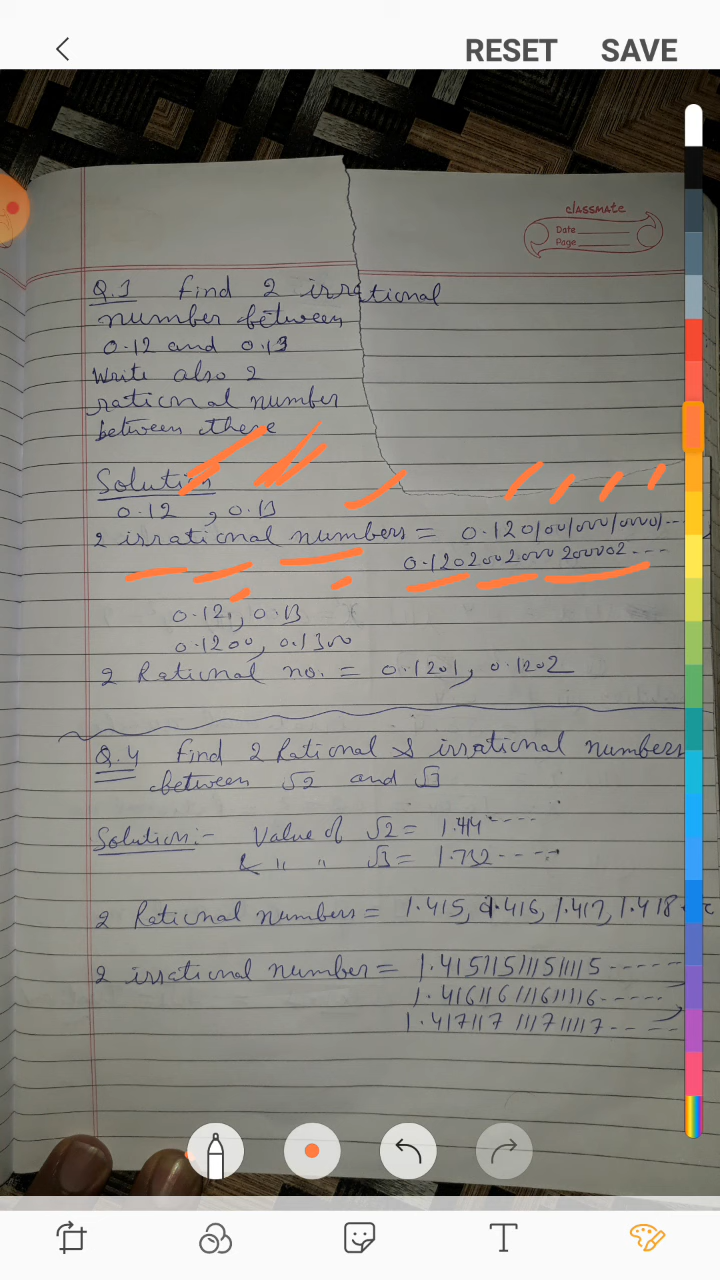 RESET SAVE
classmate
Date
Page
Q.1 find 2 irrational
number between
0.12 and 0.13
Write also 2
rational number
between there
Solution
0.12 , 0.13
2 irrational numbers = 0.1201001000100001---
0.1202002000200002---
0.12, 0.13
0.1200, 0.1300
2 Rational no. = 0.1201, 0.1202
Q.4 find 2 Rational & irrational numbers
between √2 and √3
Solution:- Value of √2 = 1.414----
& " " √3 = 1.732----
2 Rational numbers = 1.415, 1.416, 1.417, 1.418
2 irrational number = 1.415115111511115-----
1.416116111611116-----
1.417117111711117-----
T